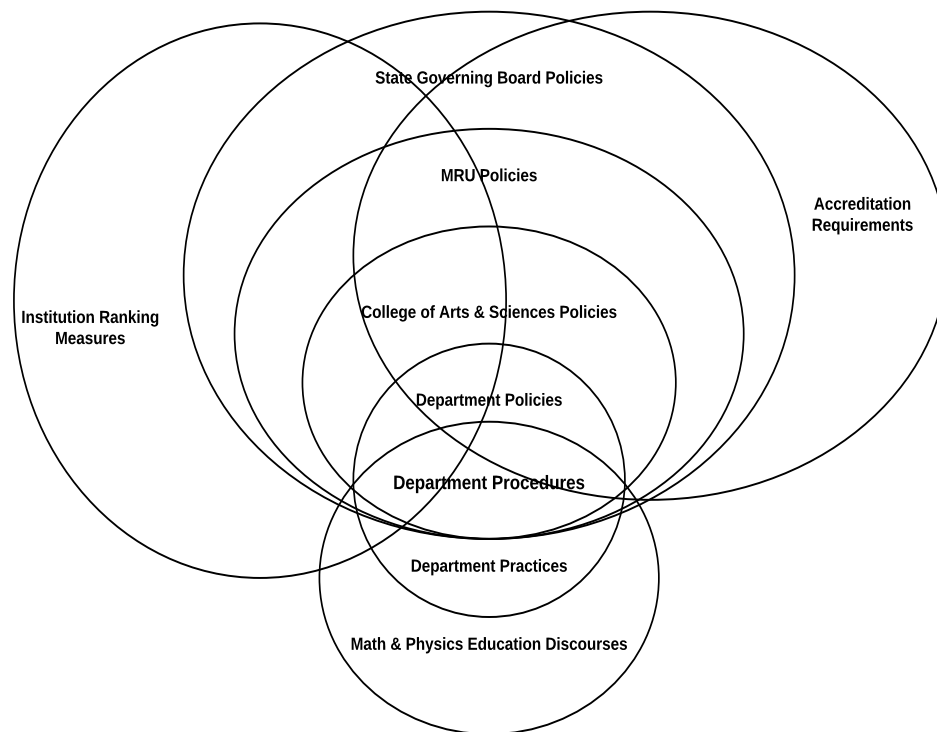 State Governing Board Policies
MRU Policies
Accreditation
Requirements
Institution Ranking
Measures
College of Arts & Sciences Policies
Department Policies
Department Procedures
Department Practices
Math & Physics Education Discourses